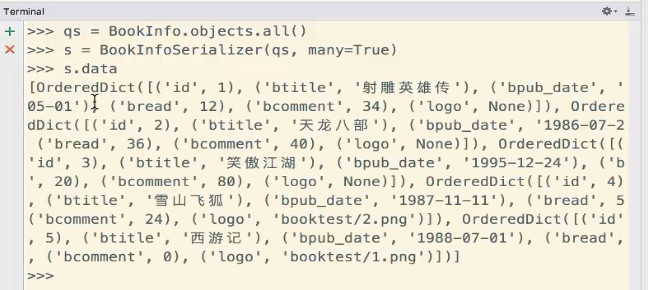 Terminal
>>> qs = BookInfo.objects.all()
>>> s = BookInfoSerializer(qs, many=True)
>>> s.data
[OrderedDict([('id', 1), ('btitle', '射雕英雄传'), ('bpub_date', '
05-01'), ('bread', 12), ('bcomment', 34), ('logo', None)]), Ordere
dDict([('id', 2), ('btitle', '天龙八部'), ('bpub_date', '1986-07-2
('bread', 36), ('bcomment', 40), ('logo', None)]), OrderedDict([(
'id', 3), ('btitle', '笑傲江湖'), ('bpub_date', '1995-12-24'), ('b
', 20), ('bcomment', 80), ('logo', None)]), OrderedDict([('id', 4)
, ('btitle', '雪山飞狐'), ('bpub_date', '1987-11-11'), ('bread', 5
('bcomment', 24), ('logo', 'booktest/2.png')]), OrderedDict([('id'
, 5), ('btitle', '西游记'), ('bpub_date', '1988-07-01'), ('bread',
, ('bcomment', 0), ('logo', 'booktest/1.png')])]
>>>